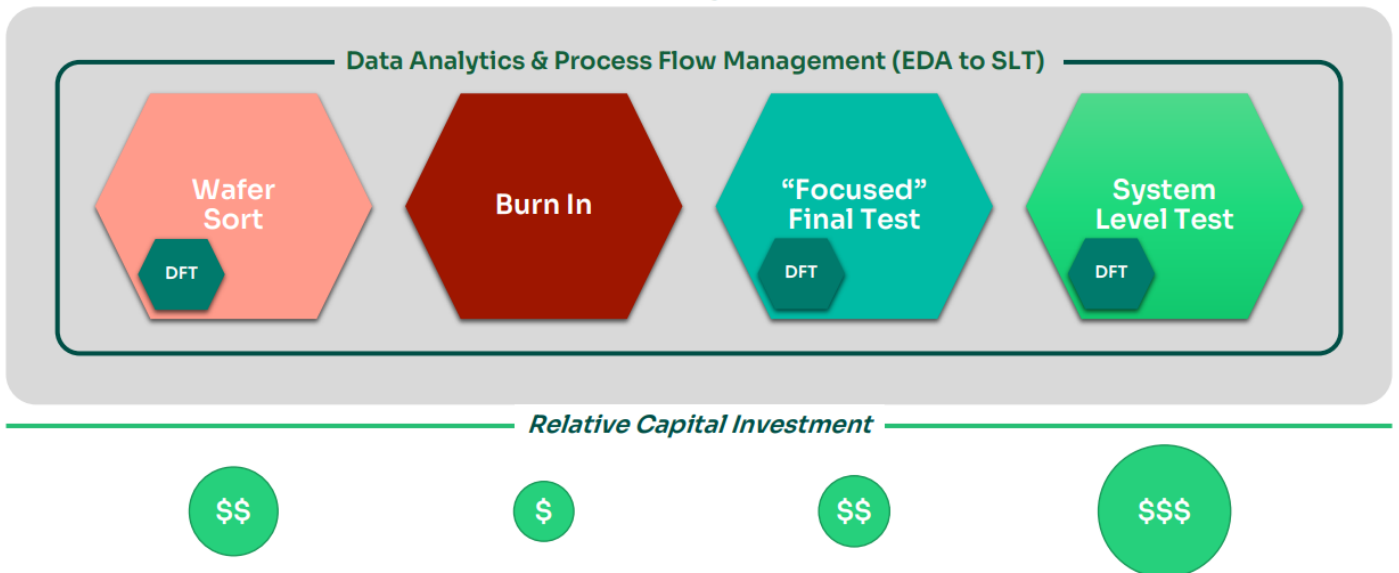 Data Analytics & Process Flow Management (EDA to SLT)
Wafer
Sort
DFT
Burn In
“Focused”
Final Test
DFT
System
Level Test
DFT
Relative Capital Investment
$$
$
$$
$$$